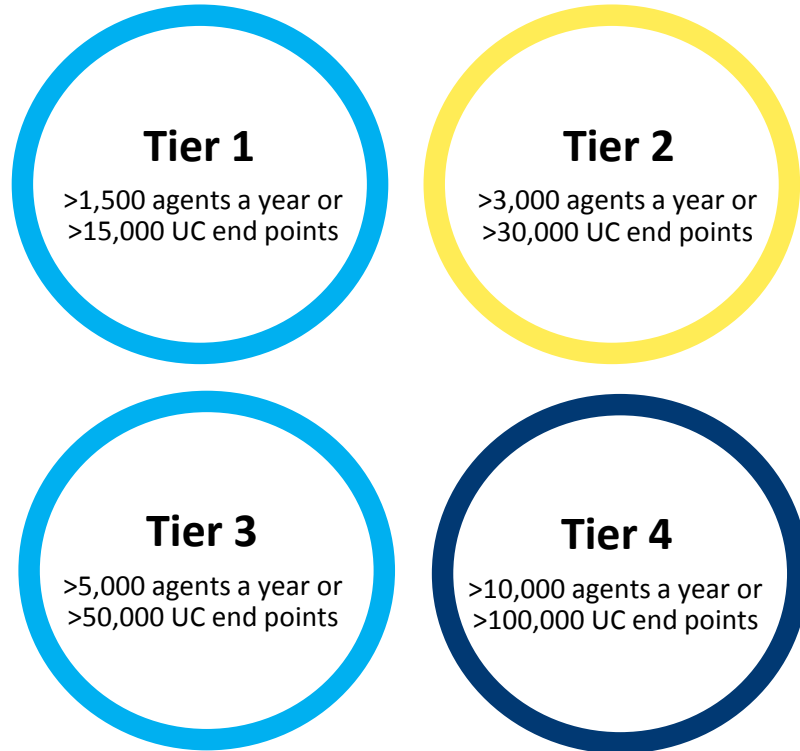 Tier 1
>1,500 agents a year or
>15,000 UC end points
Tier 2
>3,000 agents a year or
>30,000 UC end points
Tier 3
>5,000 agents a year or
>50,000 UC end points
Tier 4
>10,000 agents a year or
>100,000 UC end points